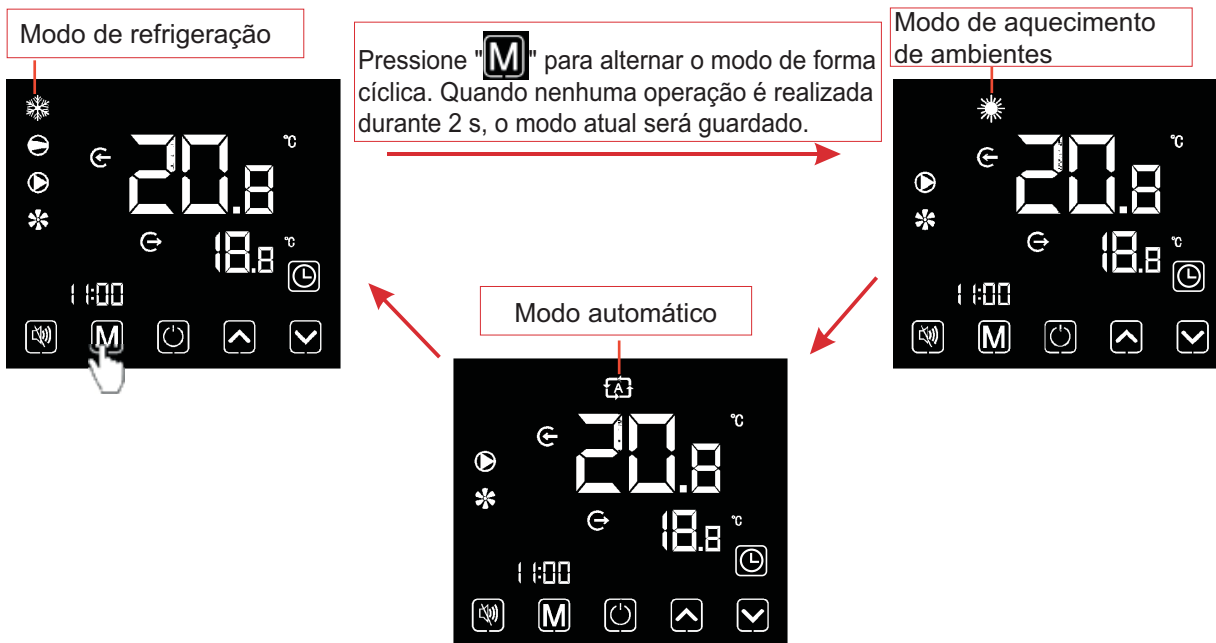 Modo de refrigeração
20.8 °C
18.8 °C
11:00
M
Pressione "M" para alternar o modo de forma
cíclica. Quando nenhuma operação é realizada
durante 2 s, o modo atual será guardado.
Modo de aquecimento
de ambientes
20.8 °C
18.8 °C
11:00
M
Modo automático
A
20.8 °C
18.8 °C
11:00
M